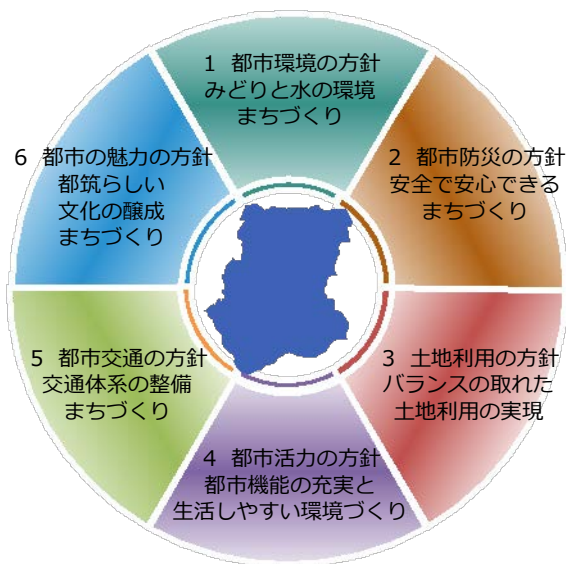 1 都市環境の方針
みどりと水の環境
まちづくり
2 都市防災の方針
安全で安心できる
まちづくり
3 土地利用の方針
バランスの取れた
土地利用の実現
4 都市活力の方針
都市機能の充実と
生活しやすい環境づくり
5 都市交通の方針
交通体系の整備
まちづくり
6 都市の魅力の方針
都筑らしい
文化の醸成
まちづくり